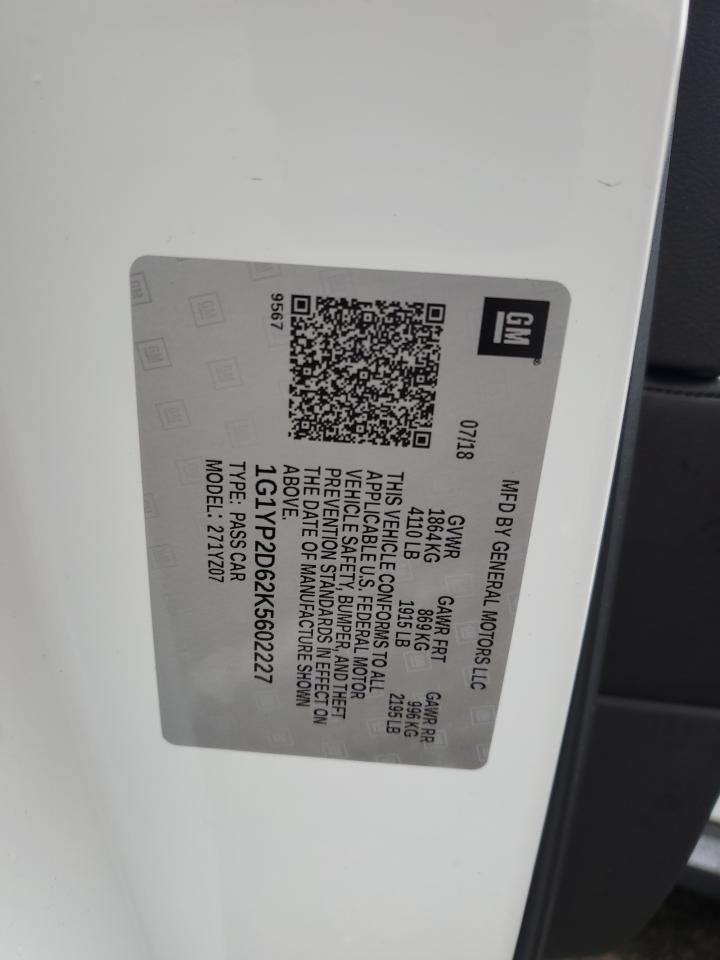 GM
MFD BY GENERAL MOTORS LLC
07/18
GVWR GAWR FRT GAWR RR
1864 KG 869 KG 996 KG
4110 LB 1915 LB 2195 LB
THIS VEHICLE CONFORMS TO ALL
APPLICABLE U.S. FEDERAL MOTOR
VEHICLE SAFETY, BUMPER, AND THEFT
PREVENTION STANDARDS IN EFFECT ON
THE DATE OF MANUFACTURE SHOWN
ABOVE.
9567
1G1YP2D62K5602227
TYPE: PASS CAR
MODEL: 271YZ07